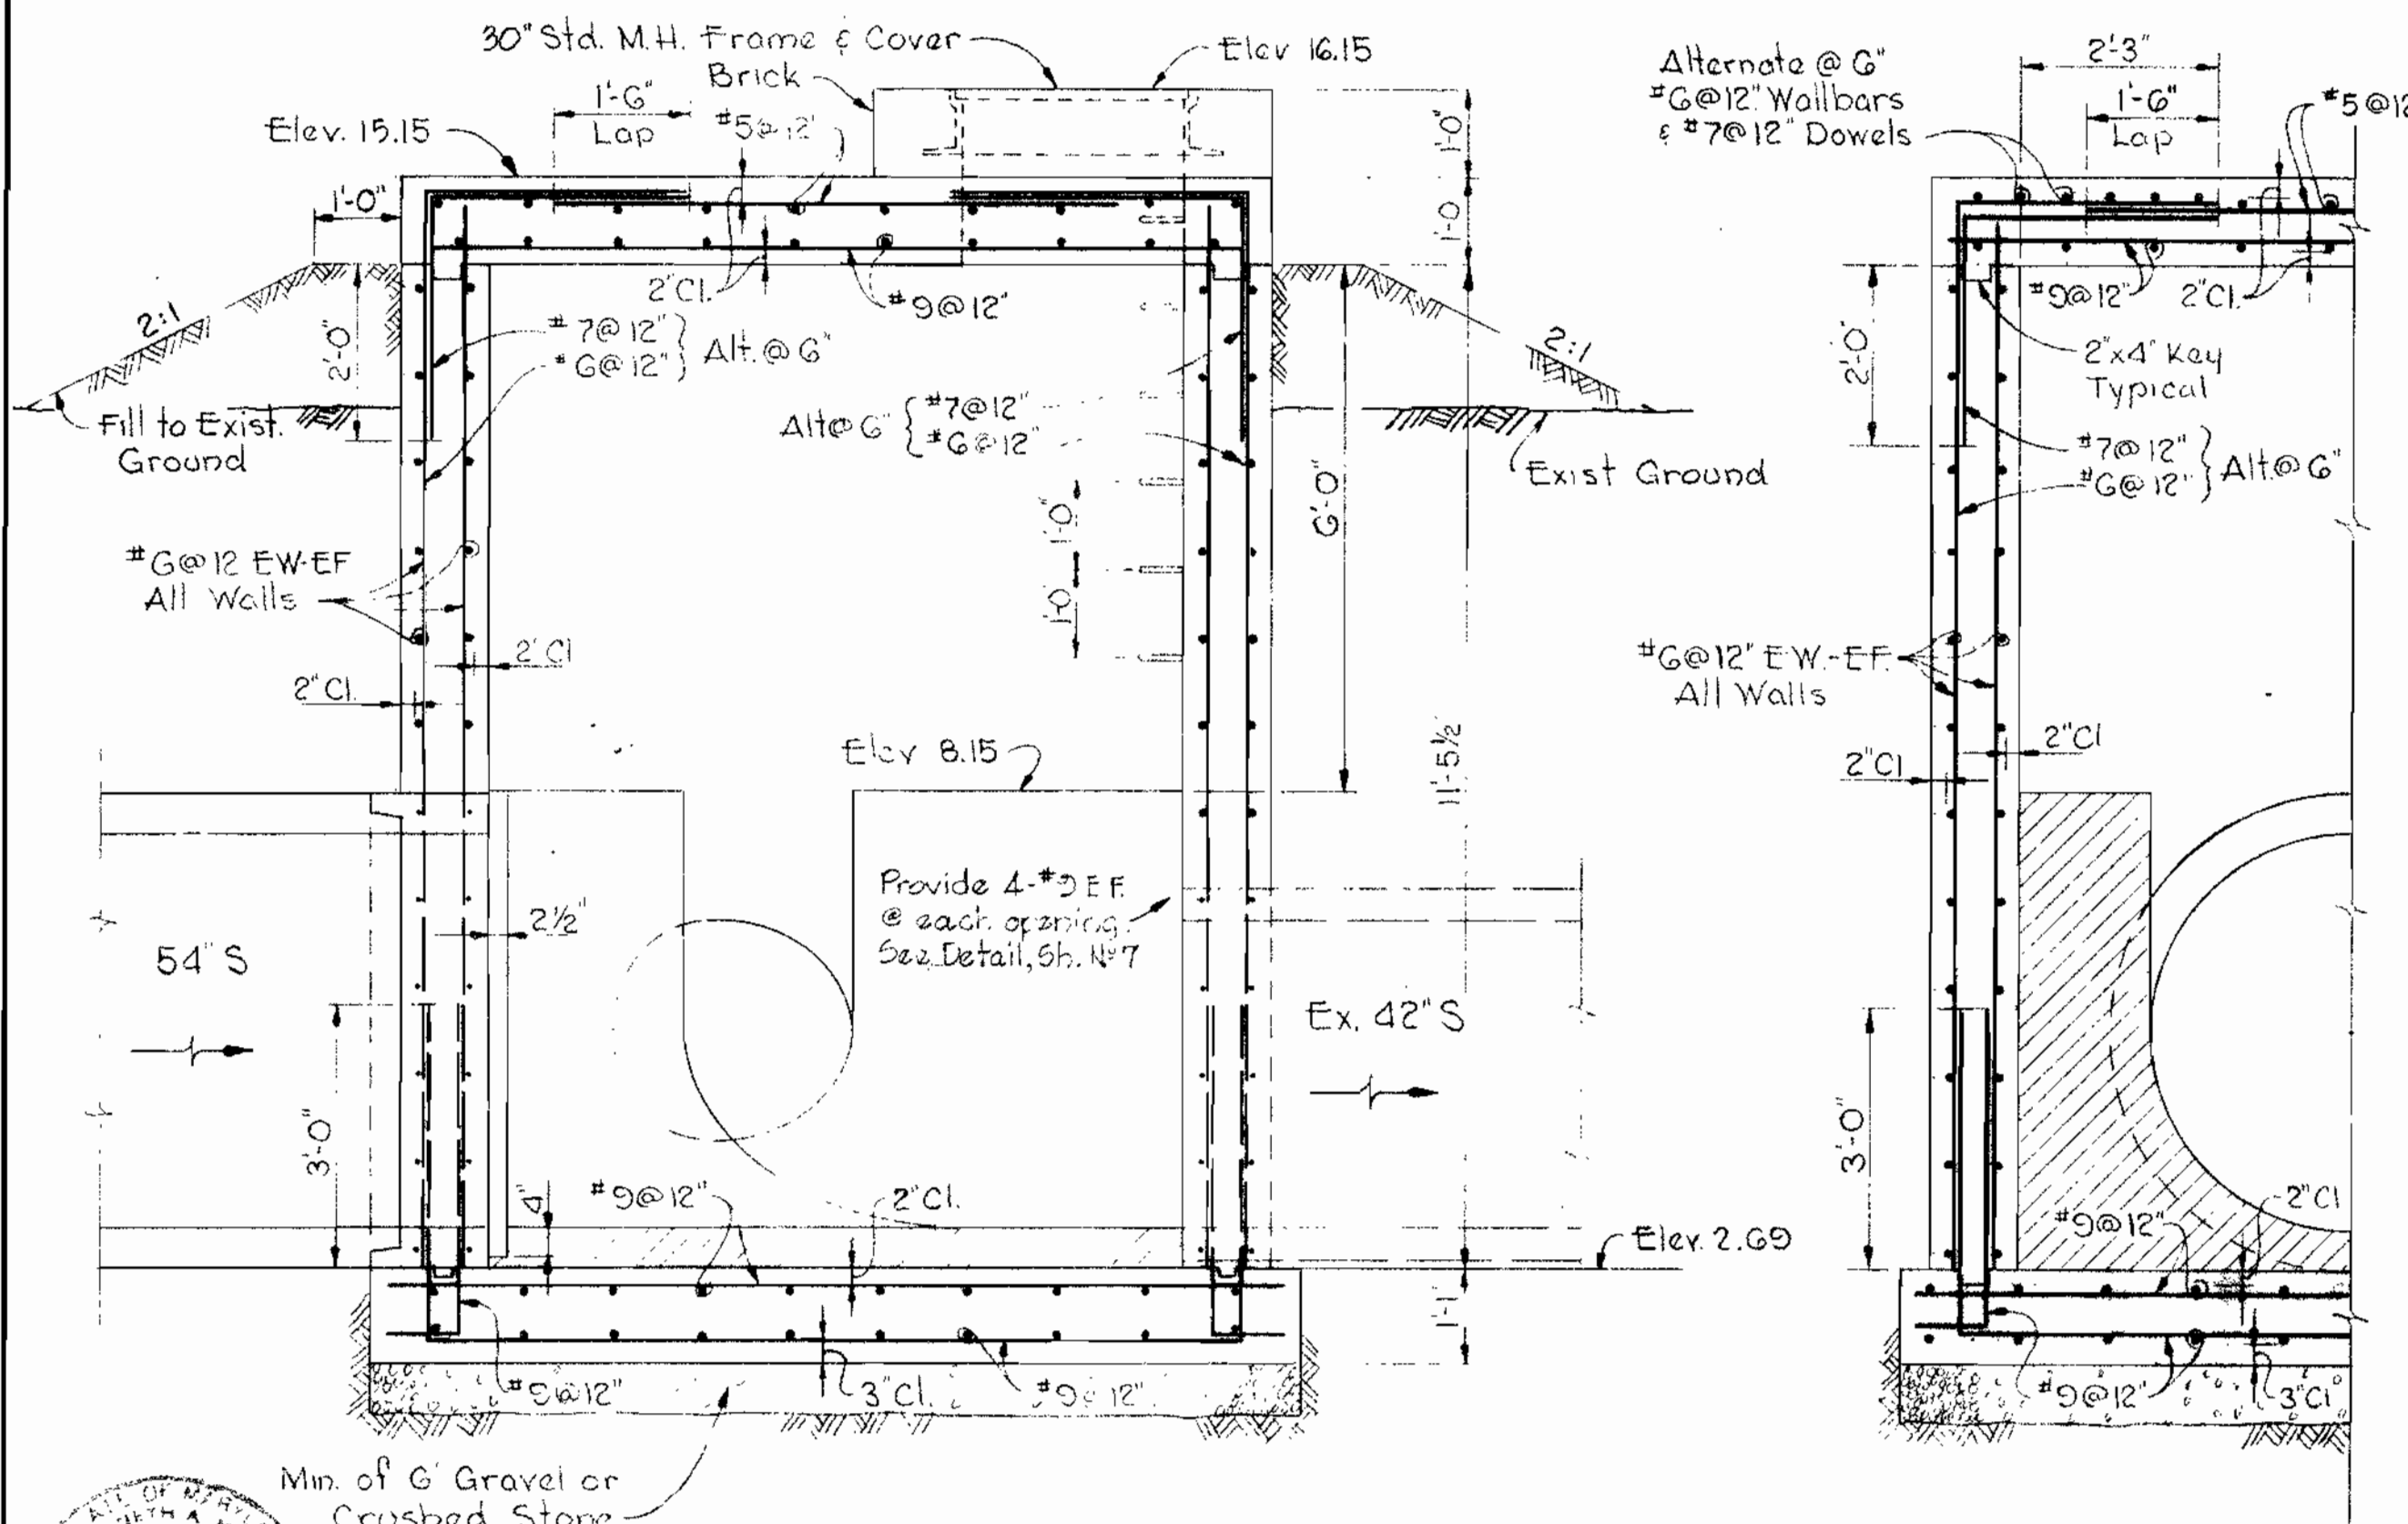 30" Std. M.H. Frame & Cover
Brick
Elev 16.15
1'-6"
Lap
#5@12'
Elev. 15.15
1'-0"
1'-0"
1'-0
2:1
2'-0"
Fill to Exist.
Ground
2"Cl.
#9@12"
#7@12"
#6@12" } Alt.@6"
Alt@6" { #7@12"
#6@12"
2:1
Exist Ground
6'-0"
1'-0"
1'-0
#6@12 EW-EF
All Walls
2' Cl
2"Cl.
Elev 8.15
11'-5½"
Provide 4-#9 E.F.
@ each opening.
See Detail, Sh. Nº7
54" S
2½"
Ex. 42" S
3'-0"
4"
#9@12"
2"Cl.
Elev. 2.69
1'-1"
#9@12"
3"Cl.
#9@12"
Min. of 6' Gravel or
Crushed Stone
Alternate @ 6"
#6@12" Wallbars
& #7@12" Dowels
2'-3"
1'-6"
Lap
#5@12
#9@12"
2"Cl.
2"x4" Key
Typical
2'-0"
#7@12"
#6@12" } Alt.@6"
#6@12" E.W.-E.F.
All Walls
2"Cl
2"Cl
3'-0"
#9@12"
2"Cl
#9@12"
3"Cl
OF MARYL